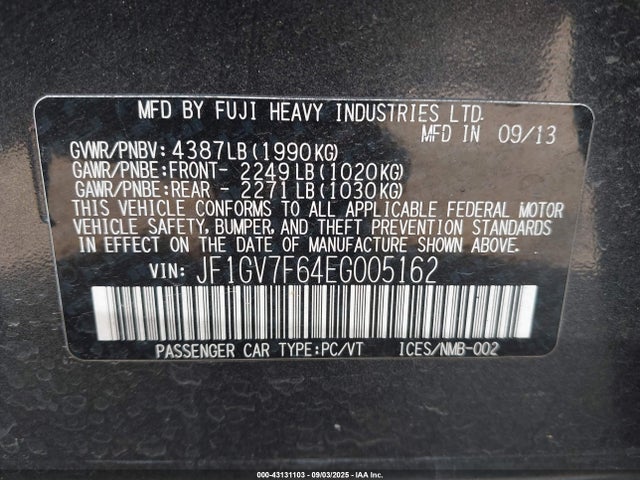 MFD BY FUJI HEAVY INDUSTRIES LTD.
MFD IN 09/13
GVWR/PNBV: 4387LB (1990KG)
GAWR/PNBE:FRONT- 2249LB (1020KG)
GAWR/PNBE:REAR - 2271LB (1030KG)
THIS VEHICLE CONFORMS TO ALL APPLICABLE FEDERAL MOTOR
VEHICLE SAFETY, BUMPER, AND THEFT PREVENTION STANDARDS
IN EFFECT ON THE DATE OF MANUFACTURE SHOWN ABOVE.
VIN: JF1GV7F64EG005162
PASSENGER CAR TYPE:PC/VT ICES/NMB-002
000-43131103 - 09/03/2025 - IAA Inc.